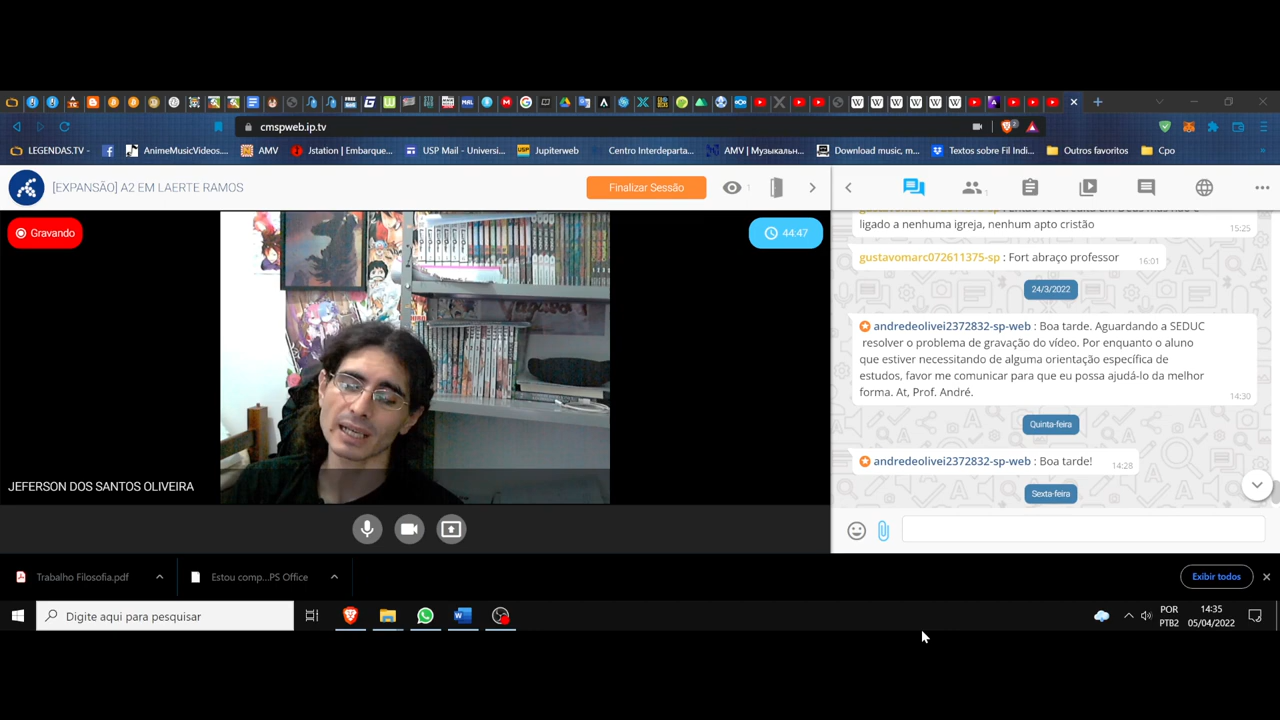 cmspweb.ip.tv
LEGENDAS.TV -
AnimeMusicVideos...
AMV
Jstation | Embarque...
USP Mail - Universi...
Jupiterweb
Centro Interdeparta...
AMV | Музыкальн...
Download music, m...
Textos sobre Fil Indi...
Outros favoritos
Cpo
[EXPANSÃO] A2 EM LAERTE RAMOS
Finalizar Sessão
1
1
Gravando
44:47
JEFERSON DOS SANTOS OLIVEIRA
ligado a nenhuma igreja, nenhum apto cristão
15:25
gustavomarc072611375-sp : Fort abraço professor
16:01
24/3/2022
andredeolivei2372832-sp-web : Boa tarde. Aguardando a SEDUC
resolver o problema de gravação do vídeo. Por enquanto o aluno
que estiver necessitando de alguma orientação específica de
estudos, favor me comunicar para que eu possa ajudá-lo da melhor
forma. At, Prof. André.
14:30
Quinta-feira
andredeolivei2372832-sp-web : Boa tarde!
14:28
Sexta-feira
Trabalho Filosofia.pdf
Estou comp...PS Office
Exibir todos
Digite aqui para pesquisar
POR
PTB2
14:35
05/04/2022